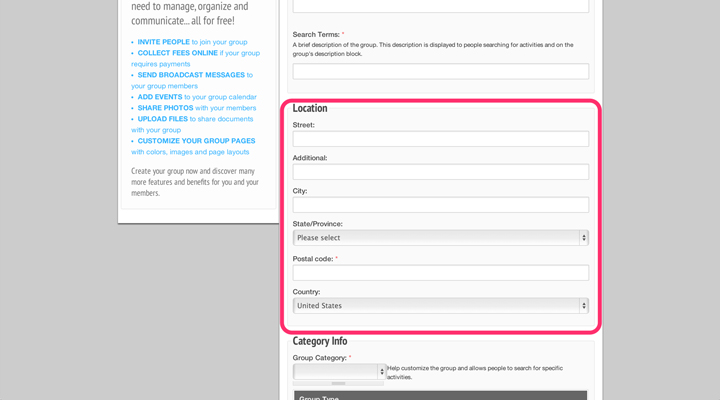 need to manage, organize and
communicate... all for free!
• INVITE PEOPLE to join your group
• COLLECT FEES ONLINE if your group
requires payments
• SEND BROADCAST MESSAGES to
your group members
• ADD EVENTS to your group calendar
• SHARE PHOTOS with your members
• UPLOAD FILES to share documents
with your group
• CUSTOMIZE YOUR GROUP PAGES
with colors, images and page layouts
Create your group now and discover many
more features and benefits for you and your
members.
Search Terms: *
A brief description of the group. This description is displayed to people searching for activities and on the
group's description block.
Location
Street:
Additional:
City:
State/Province:
Please select
Postal code: *
Country:
United States
Category Info
Group Category: *
Help customize the group and allows people to search for specific
activities.
Group Type